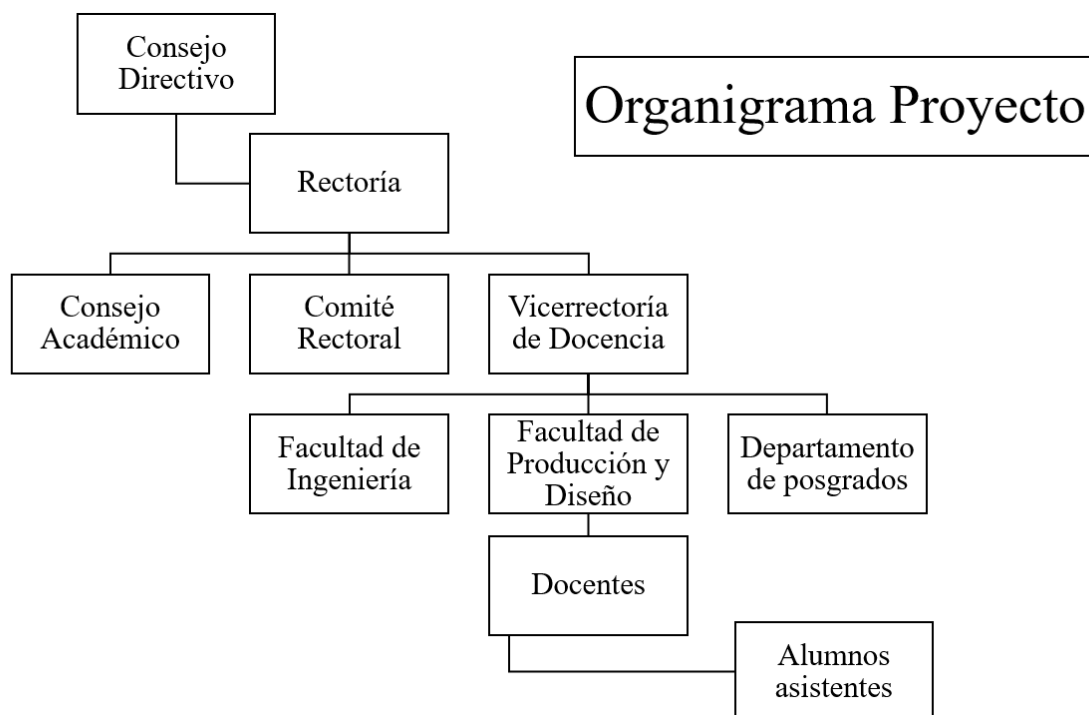 Consejo
Directivo
Organigrama Proyecto
Rectoría
Consejo
Académico
Comité
Rectoral
Vicerrectoría
de Docencia
Facultad de
Ingeniería
Facultad de
Producción y
Diseño
Departamento
de posgrados
Docentes
Alumnos
asistentes